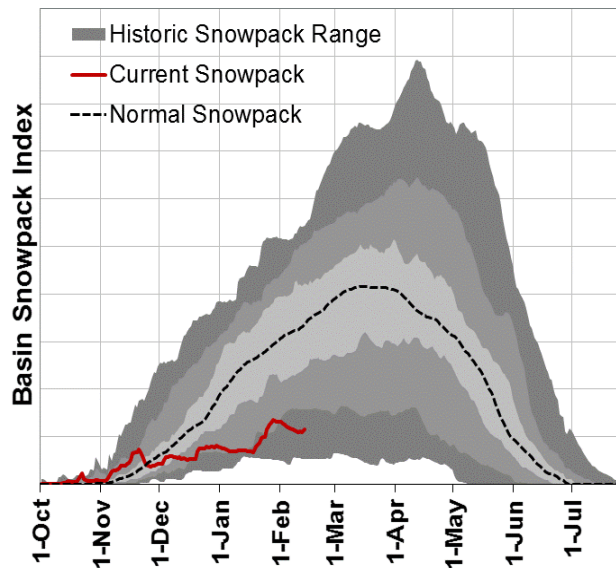 Historic Snowpack Range
Current Snowpack
Normal Snowpack
Basin Snowpack Index
1-Oct
1-Nov
1-Dec
1-Jan
1-Feb
1-Mar
1-Apr
1-May
1-Jun
1-Jul